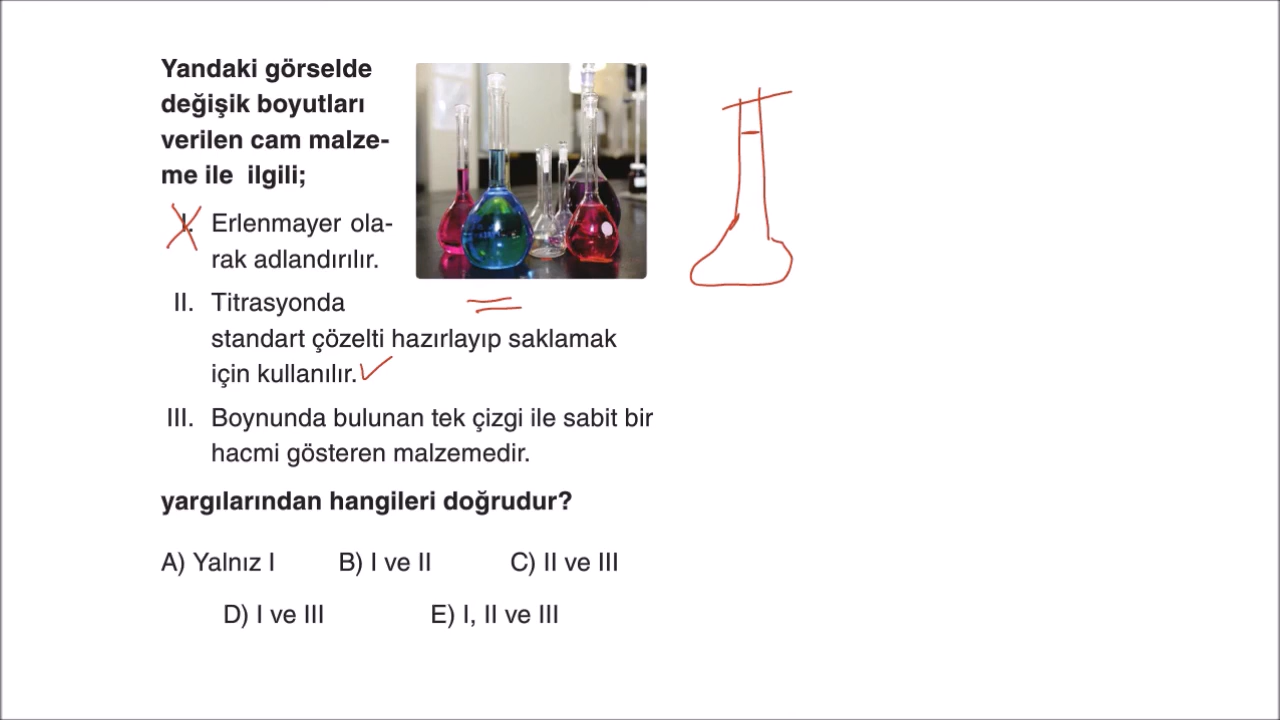 Yandaki görselde
değişik boyutları
verilen cam malze-
me ile ilgili;
I. Erlenmayer ola-
rak adlandırılır.
II. Titrasyonda
standart çözelti hazırlayıp saklamak
için kullanılır.
III. Boynunda bulunan tek çizgi ile sabit bir
hacmi gösteren malzemedir.
yargılarından hangileri doğrudur?
A) Yalnız I B) I ve II C) II ve III
D) I ve III E) I, II ve III